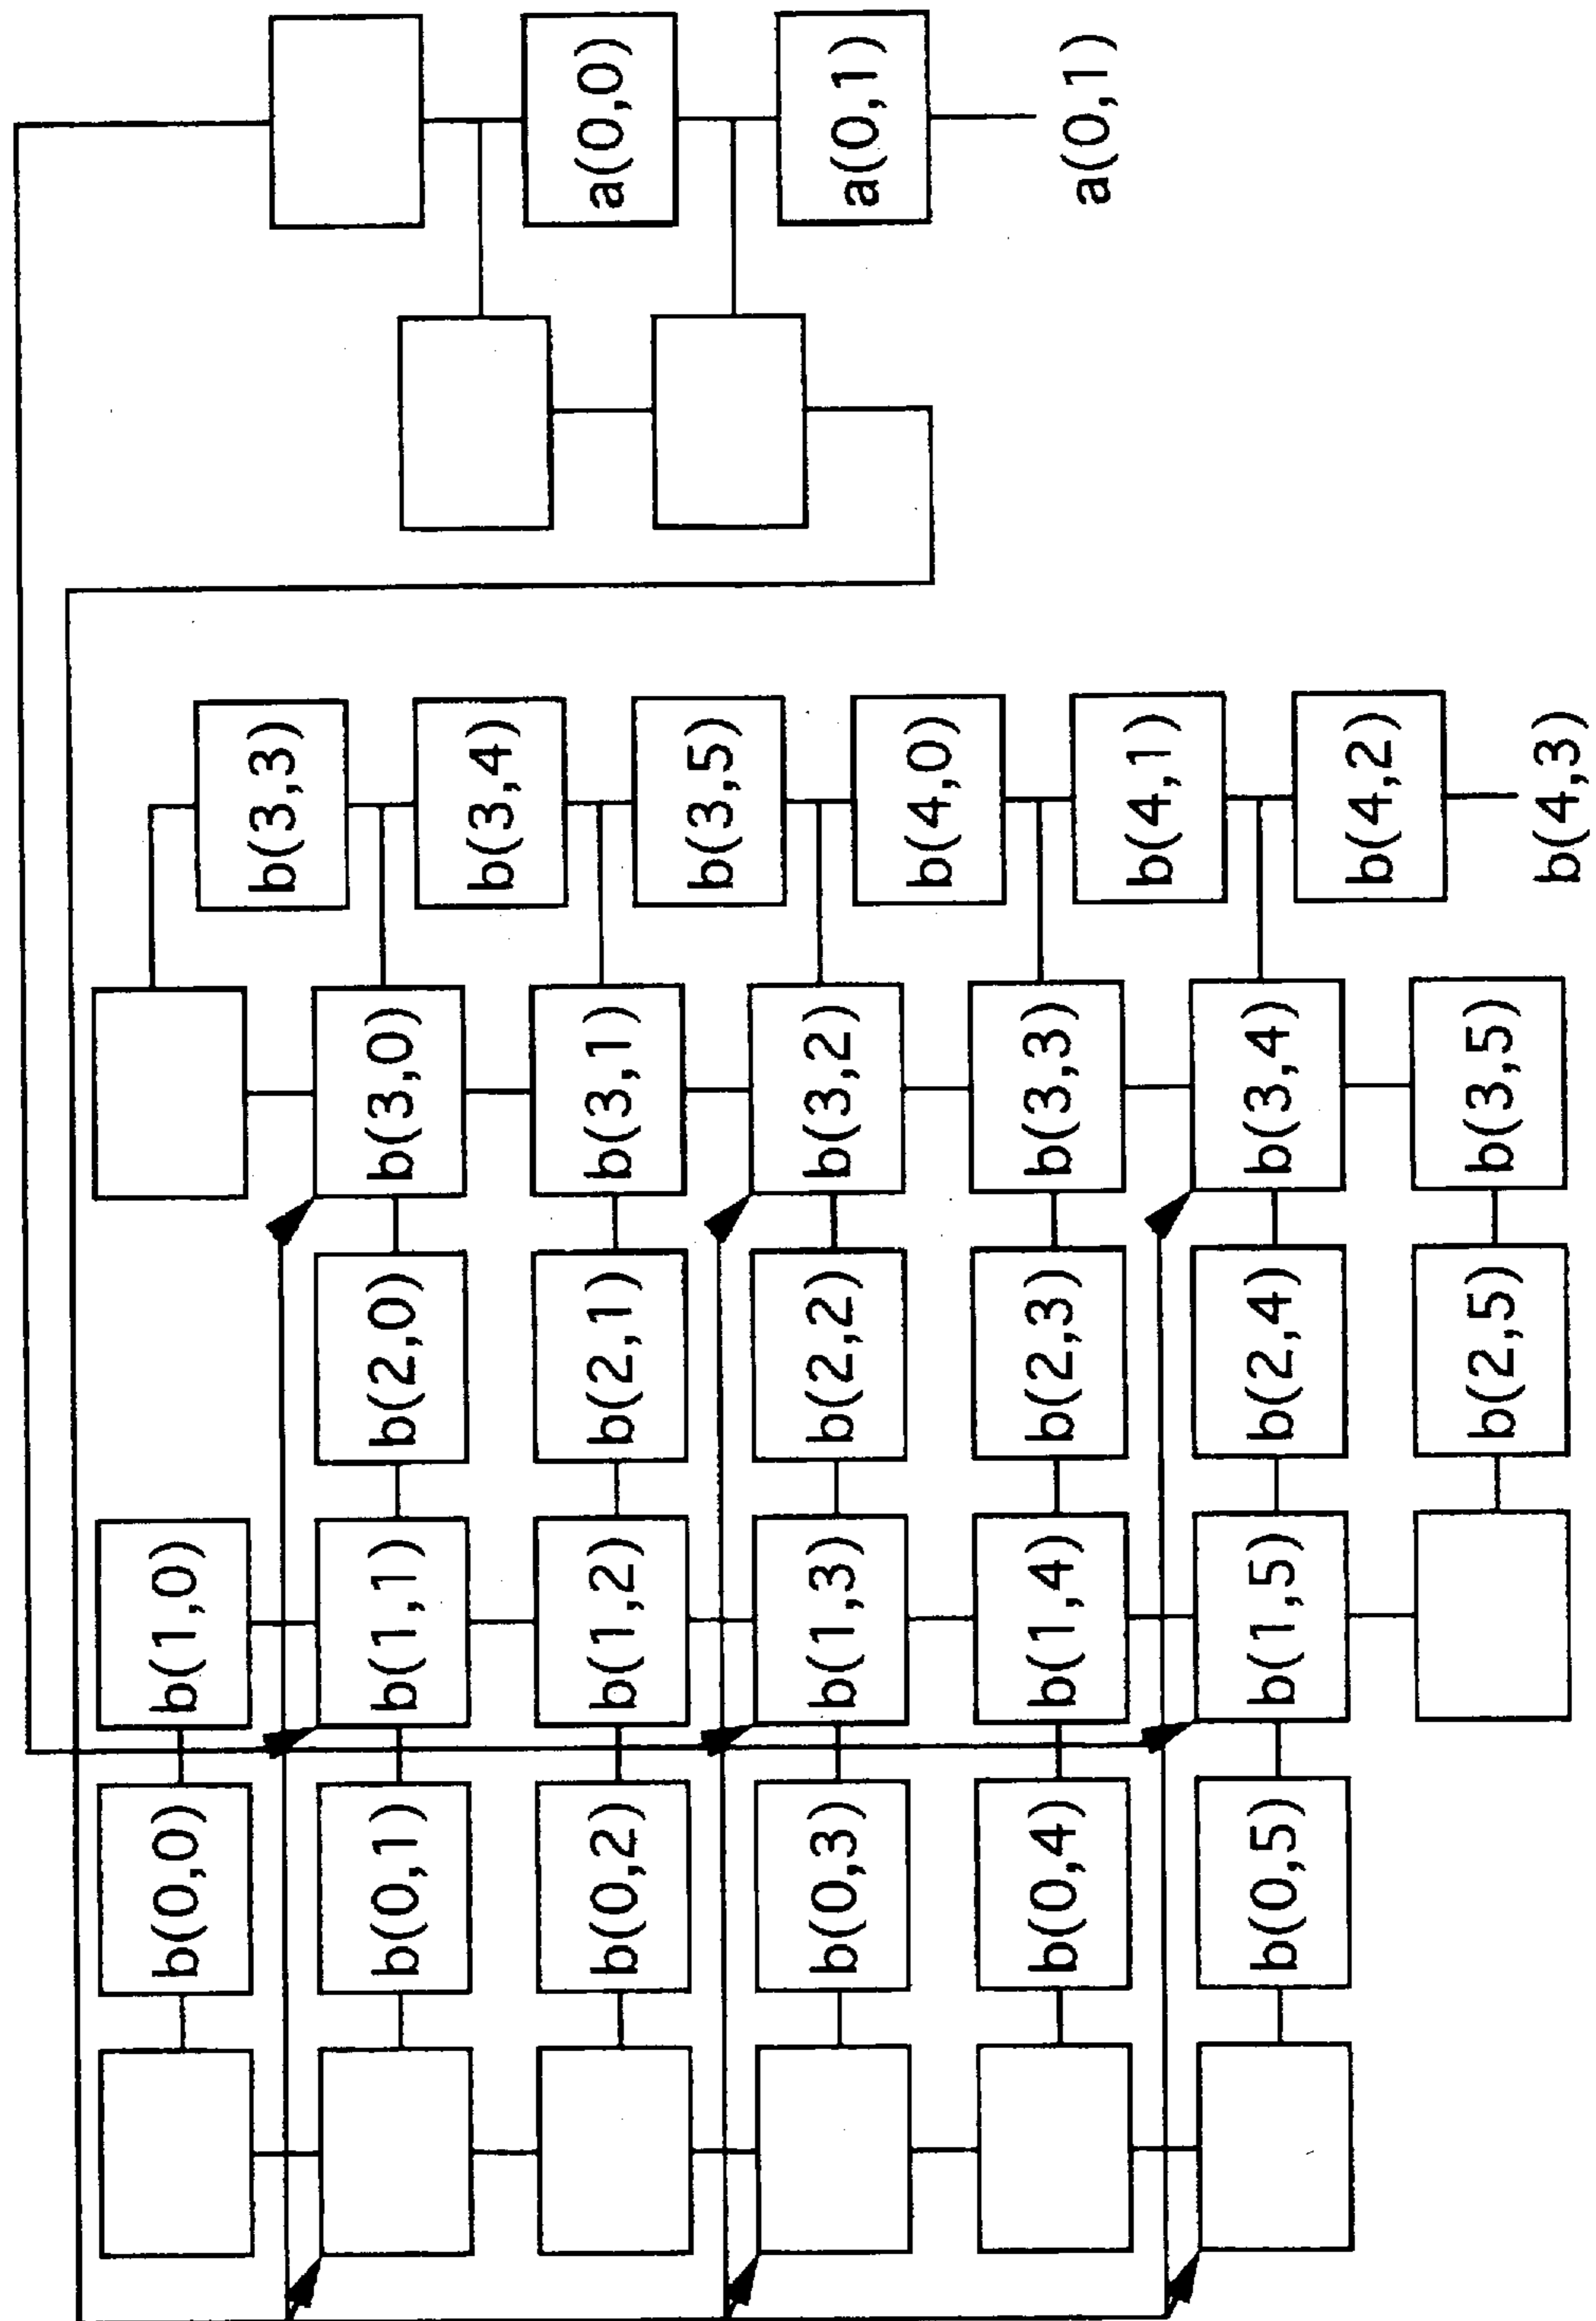 b(0,0) b(1,0)
b(3,3)
b(0,1) b(1,1) b(2,0) b(3,0)
b(3,4)
b(0,2) b(1,2) b(2,1) b(3,1) a(0,0)
b(3,5)
b(0,3) b(1,3) b(2,2) b(3,2) a(0,1)
b(4,0)
b(0,4) b(1,4) b(2,3) b(3,3) a(0,1)
b(4,1)
b(0,5) b(1,5) b(2,4) b(3,4)
b(4,2)
b(2,5) b(3,5)
b(4,3)